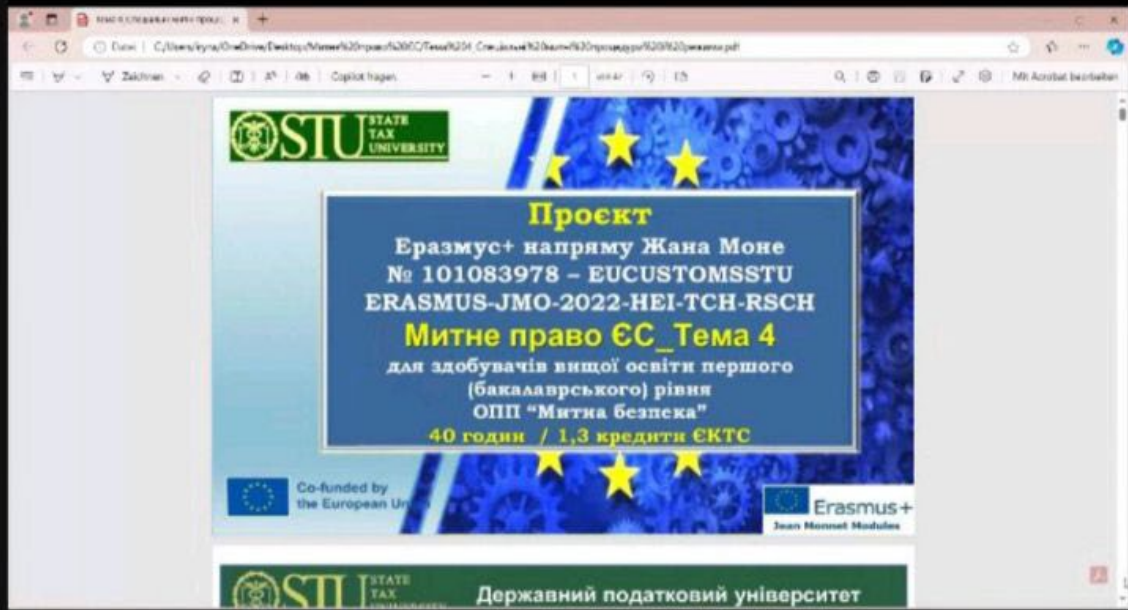 Zeichnen
Copilot fragen
Mit Acrobat bearbeiten
STU STATE
TAX
UNIVERSITY
Проєкт
Еразмус+ напряму Жана Моне
№ 101083978 – EUCUSTOMSSTU
ERASMUS-JMO-2022-HEI-TCH-RSCH
Митне право ЄС_Тема 4
для здобувачів вищої освіти першого
(бакалаврського) рівня
ОПП “Митна безпека”
40 годин / 1,3 кредити ЄКТС
Co-funded by
the European Un
Erasmus+
Jean Monnet Modules
STU STATE
TAX
Державний податковий університет